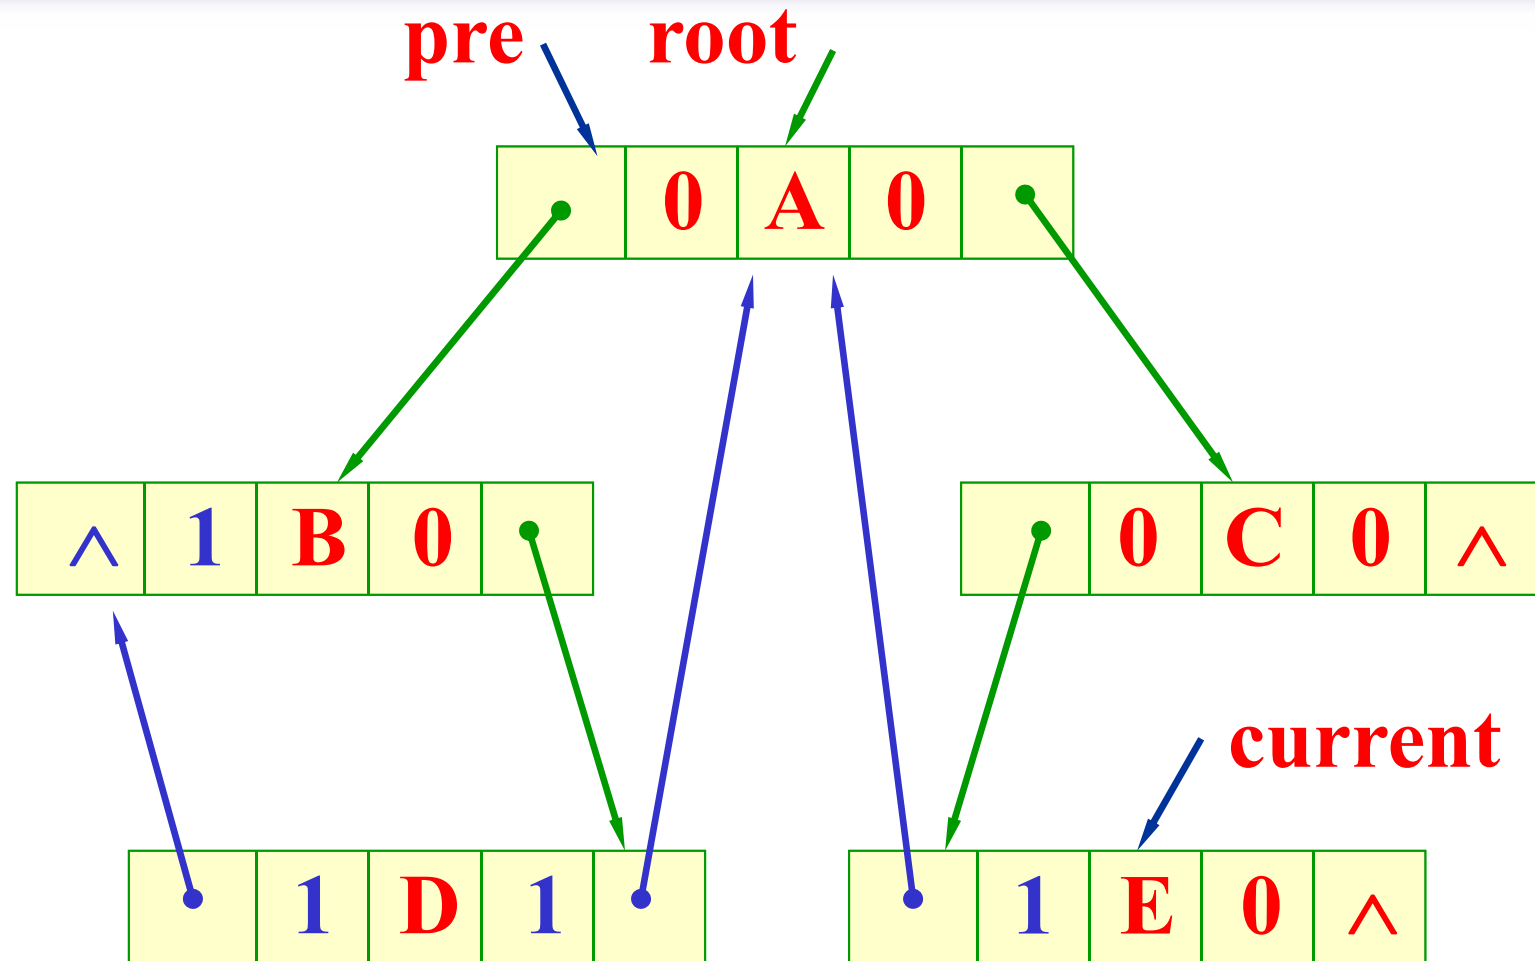 pre root
0 A 0
∧ 1 B 0
0 C 0 ∧
current
1 D 1
1 E 0 ∧